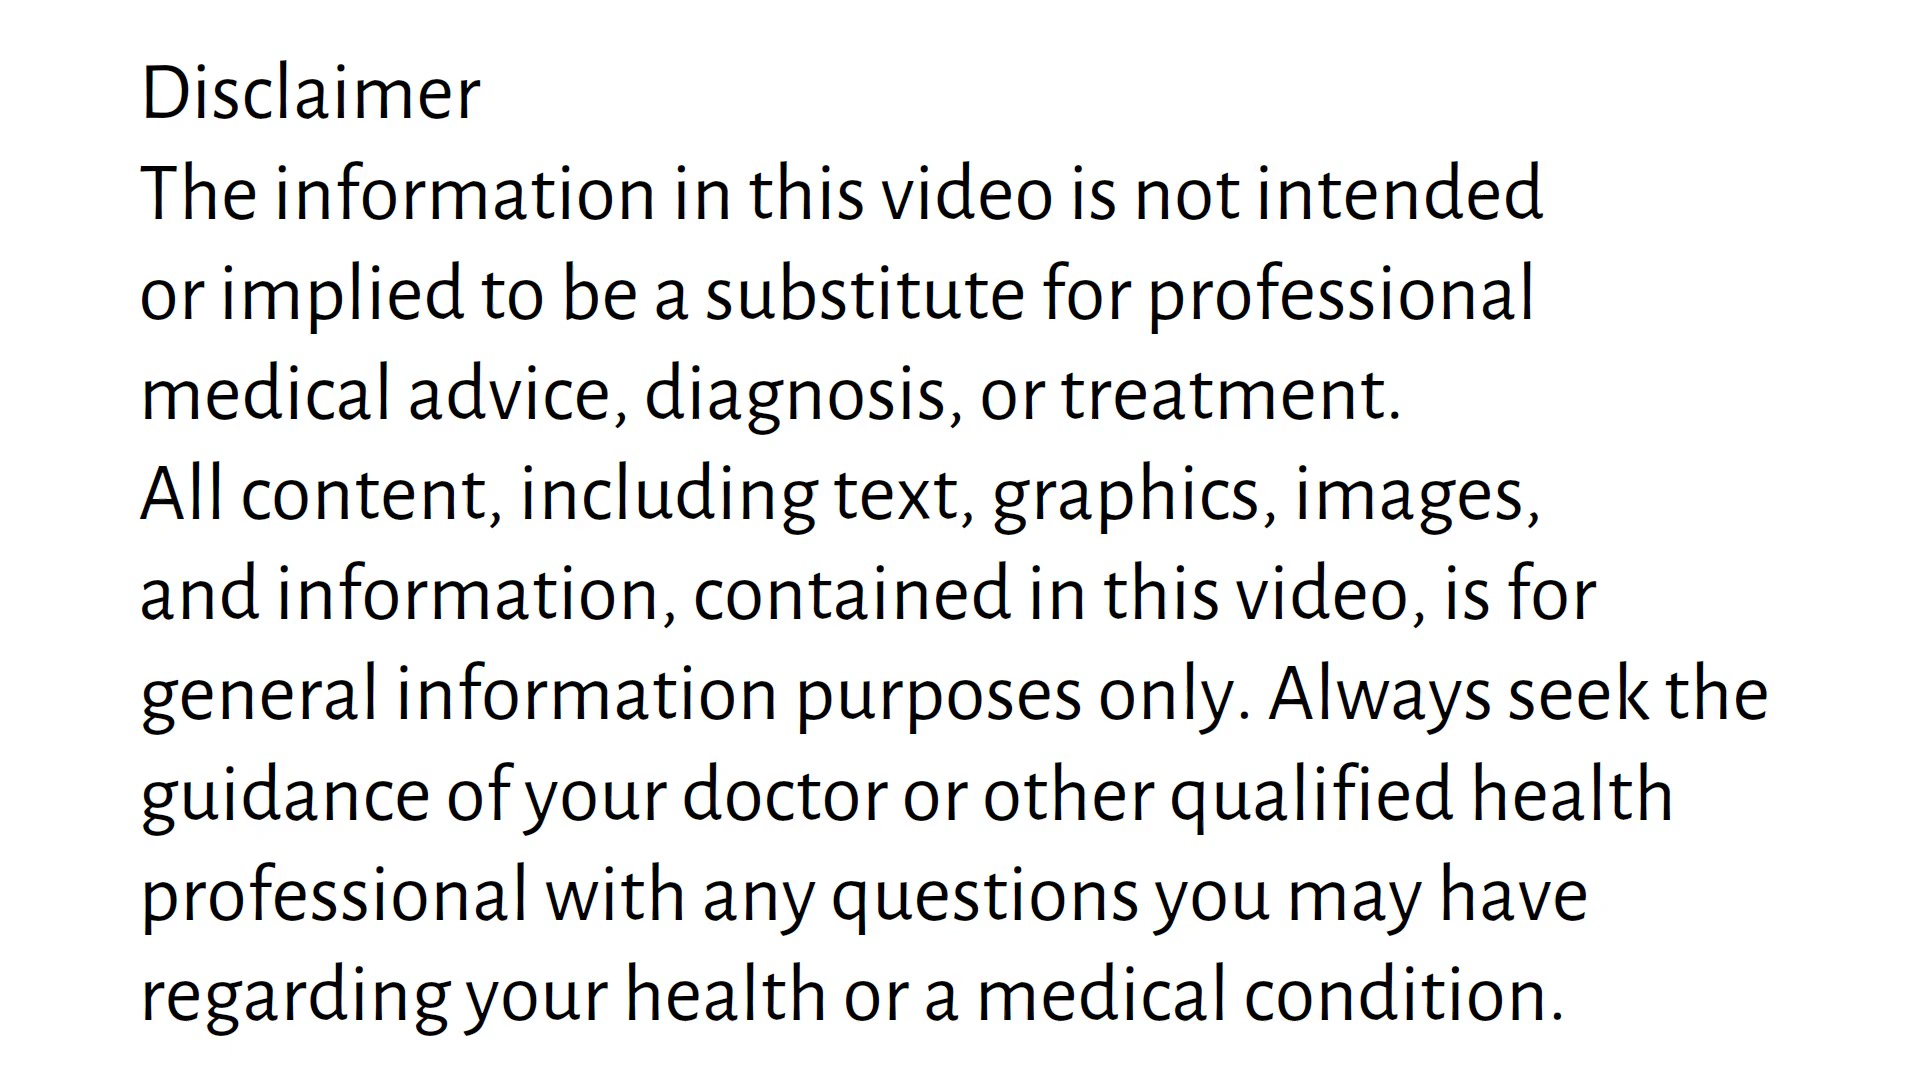 Disclaimer
The information in this video is not intended
or implied to be a substitute for professional
medical advice, diagnosis, or treatment.
All content, including text, graphics, images,
and information, contained in this video, is for
general information purposes only. Always seek the
guidance of your doctor or other qualified health
professional with any questions you may have
regarding your health or a medical condition.